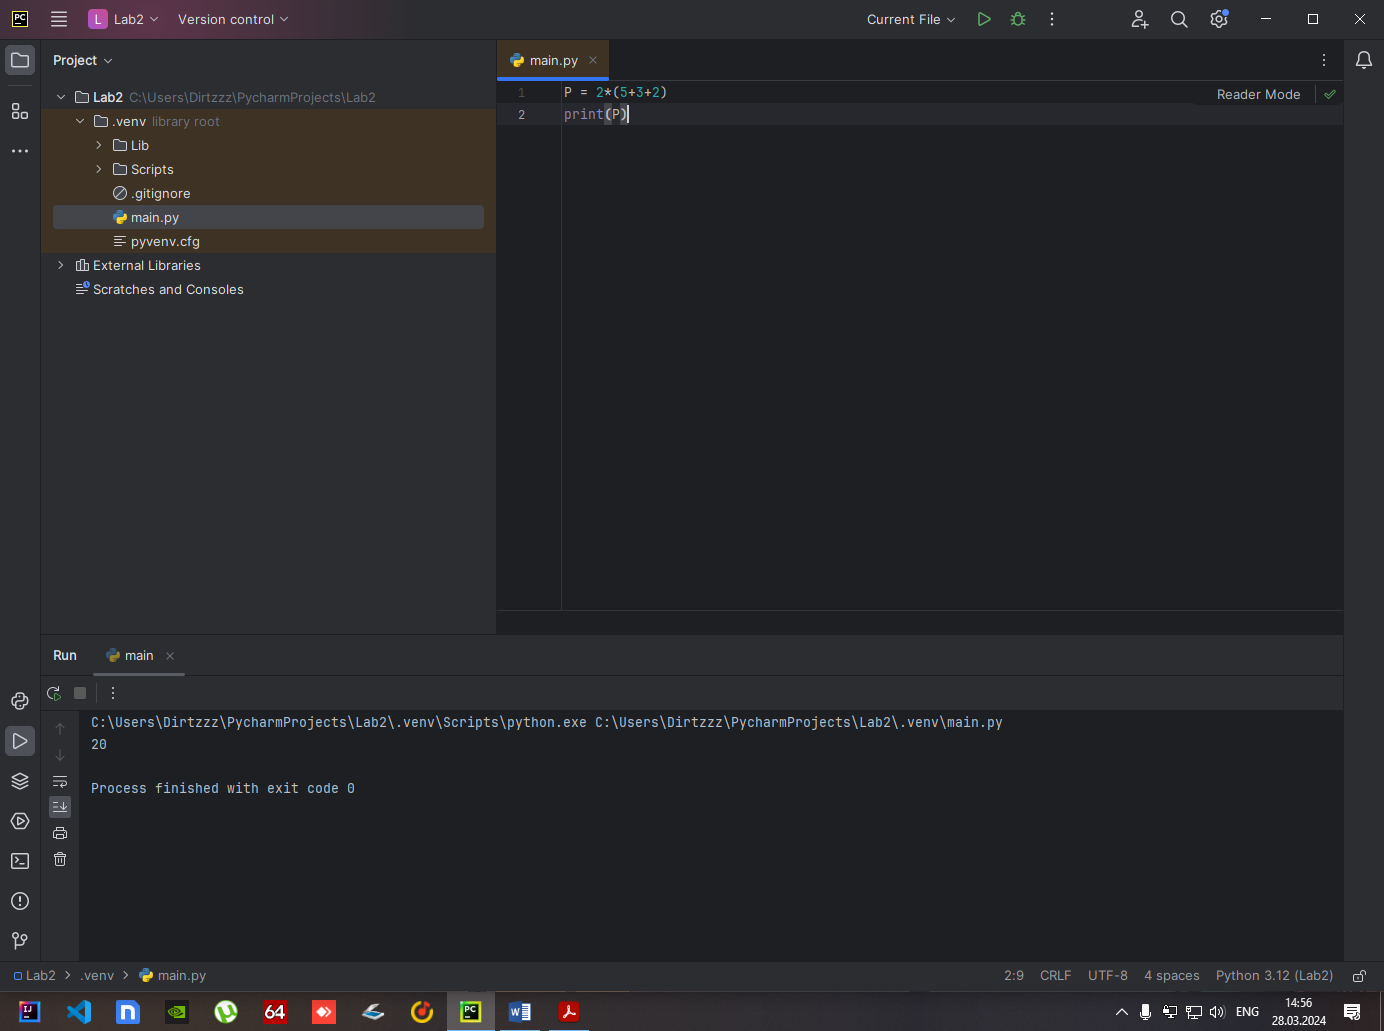 PC
L Lab2 Version control Current File
Project
main.py
Lab2 C:\Users\Dirtzzz\PycharmProjects\Lab2
.venv library root
Lib
Scripts
.gitignore
main.py
pyvenv.cfg
External Libraries
Scratches and Consoles
1 P = 2*(5+3+2)
2 print(P)
Reader Mode
Run main
C:\Users\Dirtzzz\PycharmProjects\Lab2\.venv\Scripts\python.exe C:\Users\Dirtzzz\PycharmProjects\Lab2\.venv\main.py
20
Process finished with exit code 0
Lab2 > .venv > main.py 2:9 CRLF UTF-8 4 spaces Python 3.12 (Lab2)
IJ n 64 PC W ENG 14:56
28.03.2024